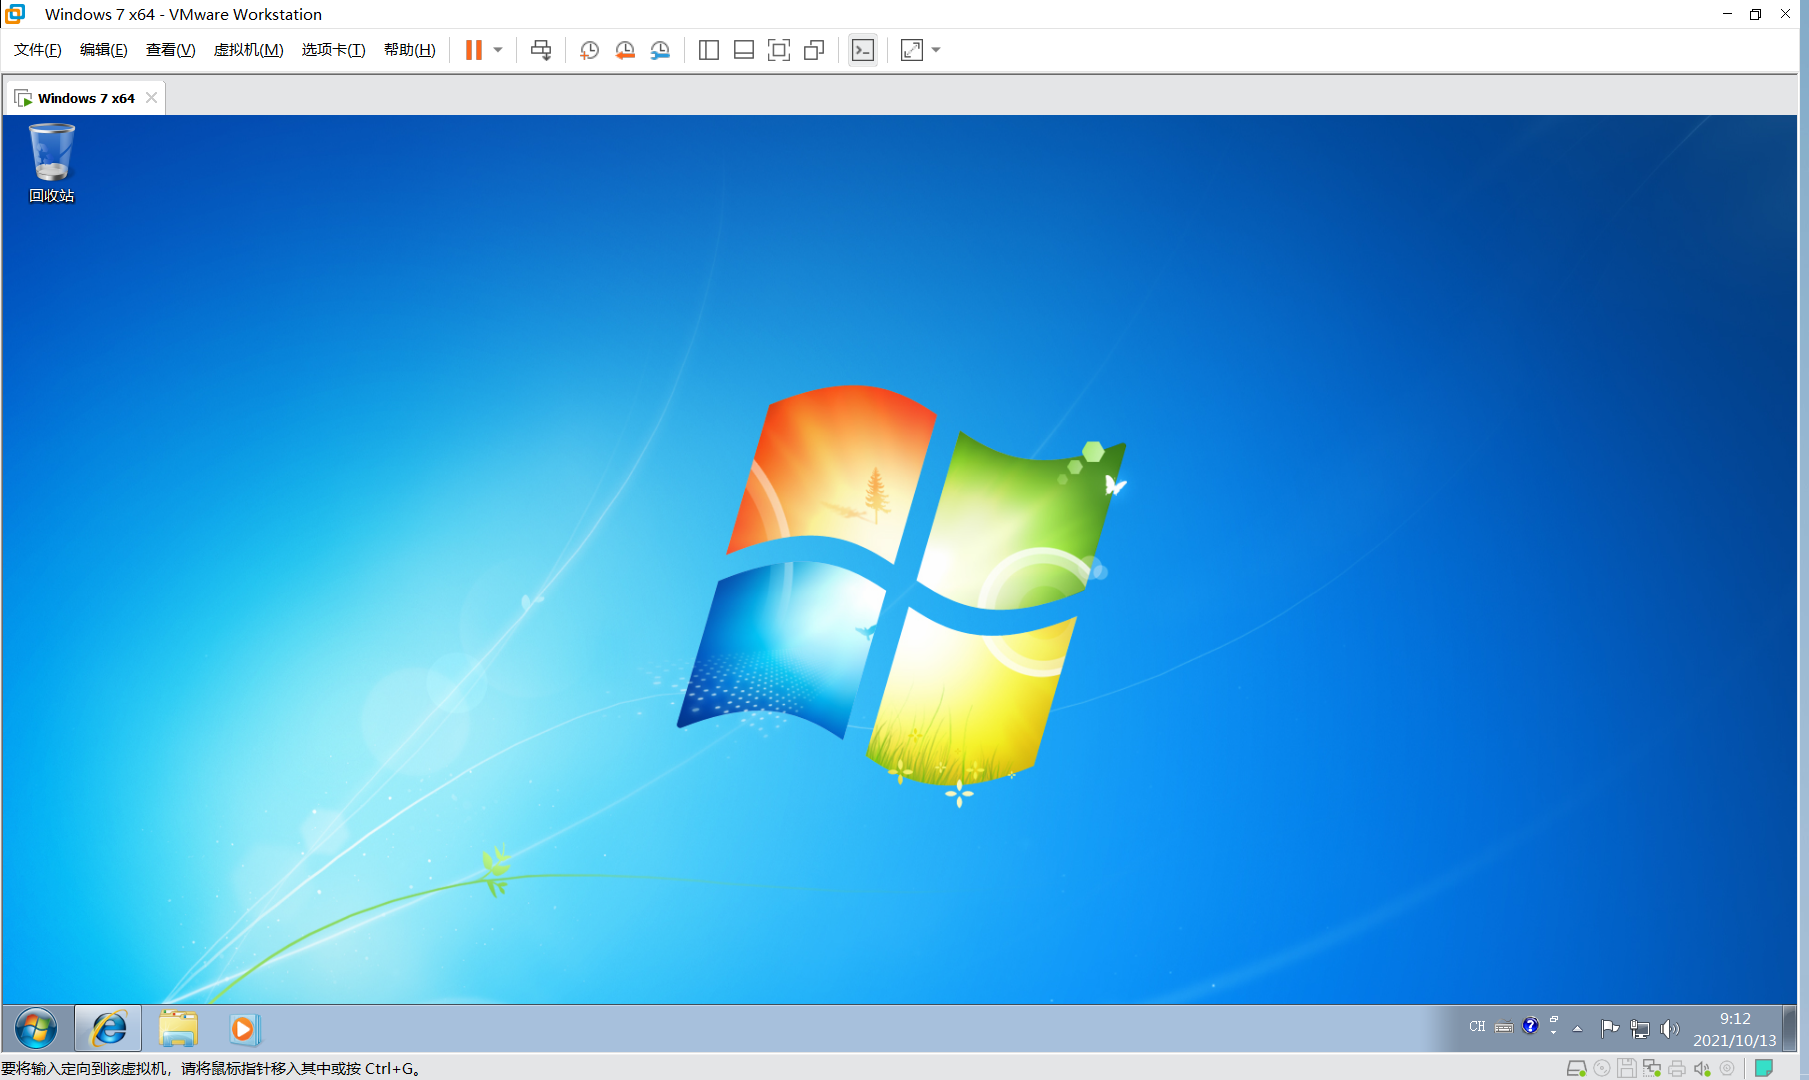 Windows 7 x64 - VMware Workstation
文件(F) 编辑(E) 查看(V) 虚拟机(M) 选项卡(T) 帮助(H)
Windows 7 x64
回收站
CH
9:12
2021/10/13
要将输入定向到该虚拟机，请将鼠标指针移入其中或按 Ctrl+G。